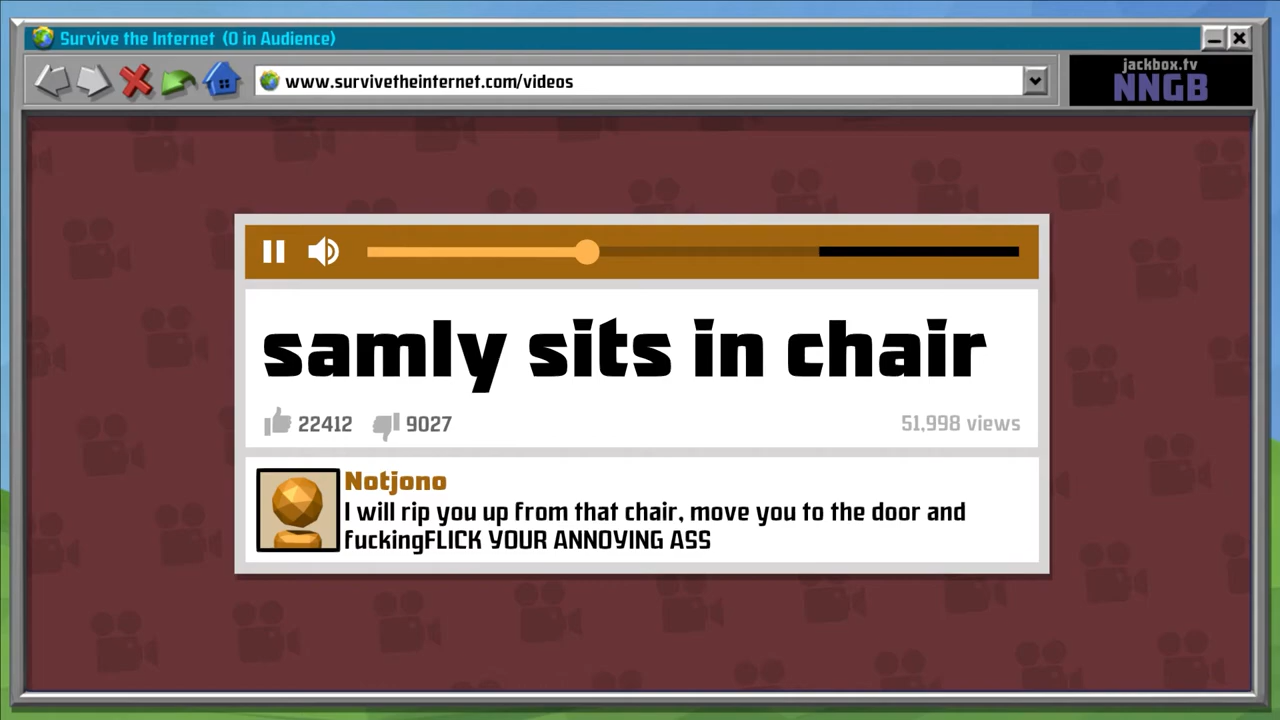 Survive the Internet (0 in Audience)
www.survivetheinternet.com/videos
jackbox.tv
NNGB
samly sits in chair
22412 9027 51,998 views
Notjono
I will rip you up from that chair, move you to the door and
fuckingFLICK YOUR ANNOYING ASS